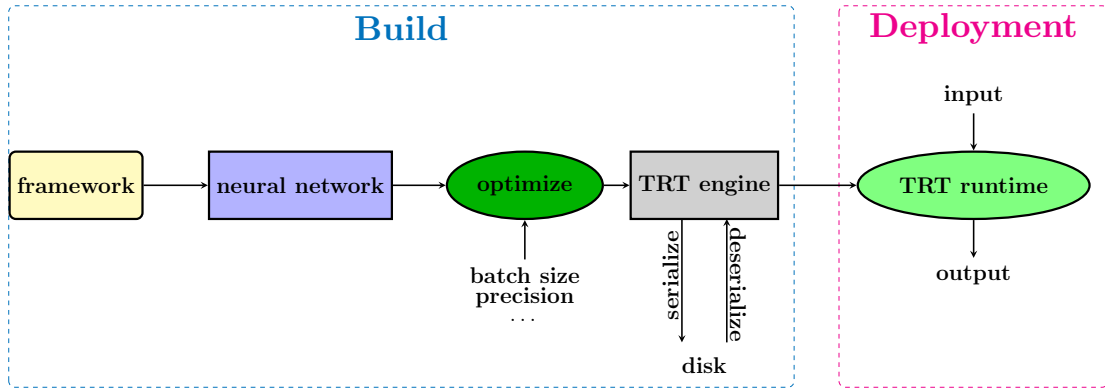 Build
Deployment
framework
neural network
optimize
batch size
precision
...
TRT engine
serialize
deserialize
disk
input
TRT runtime
output